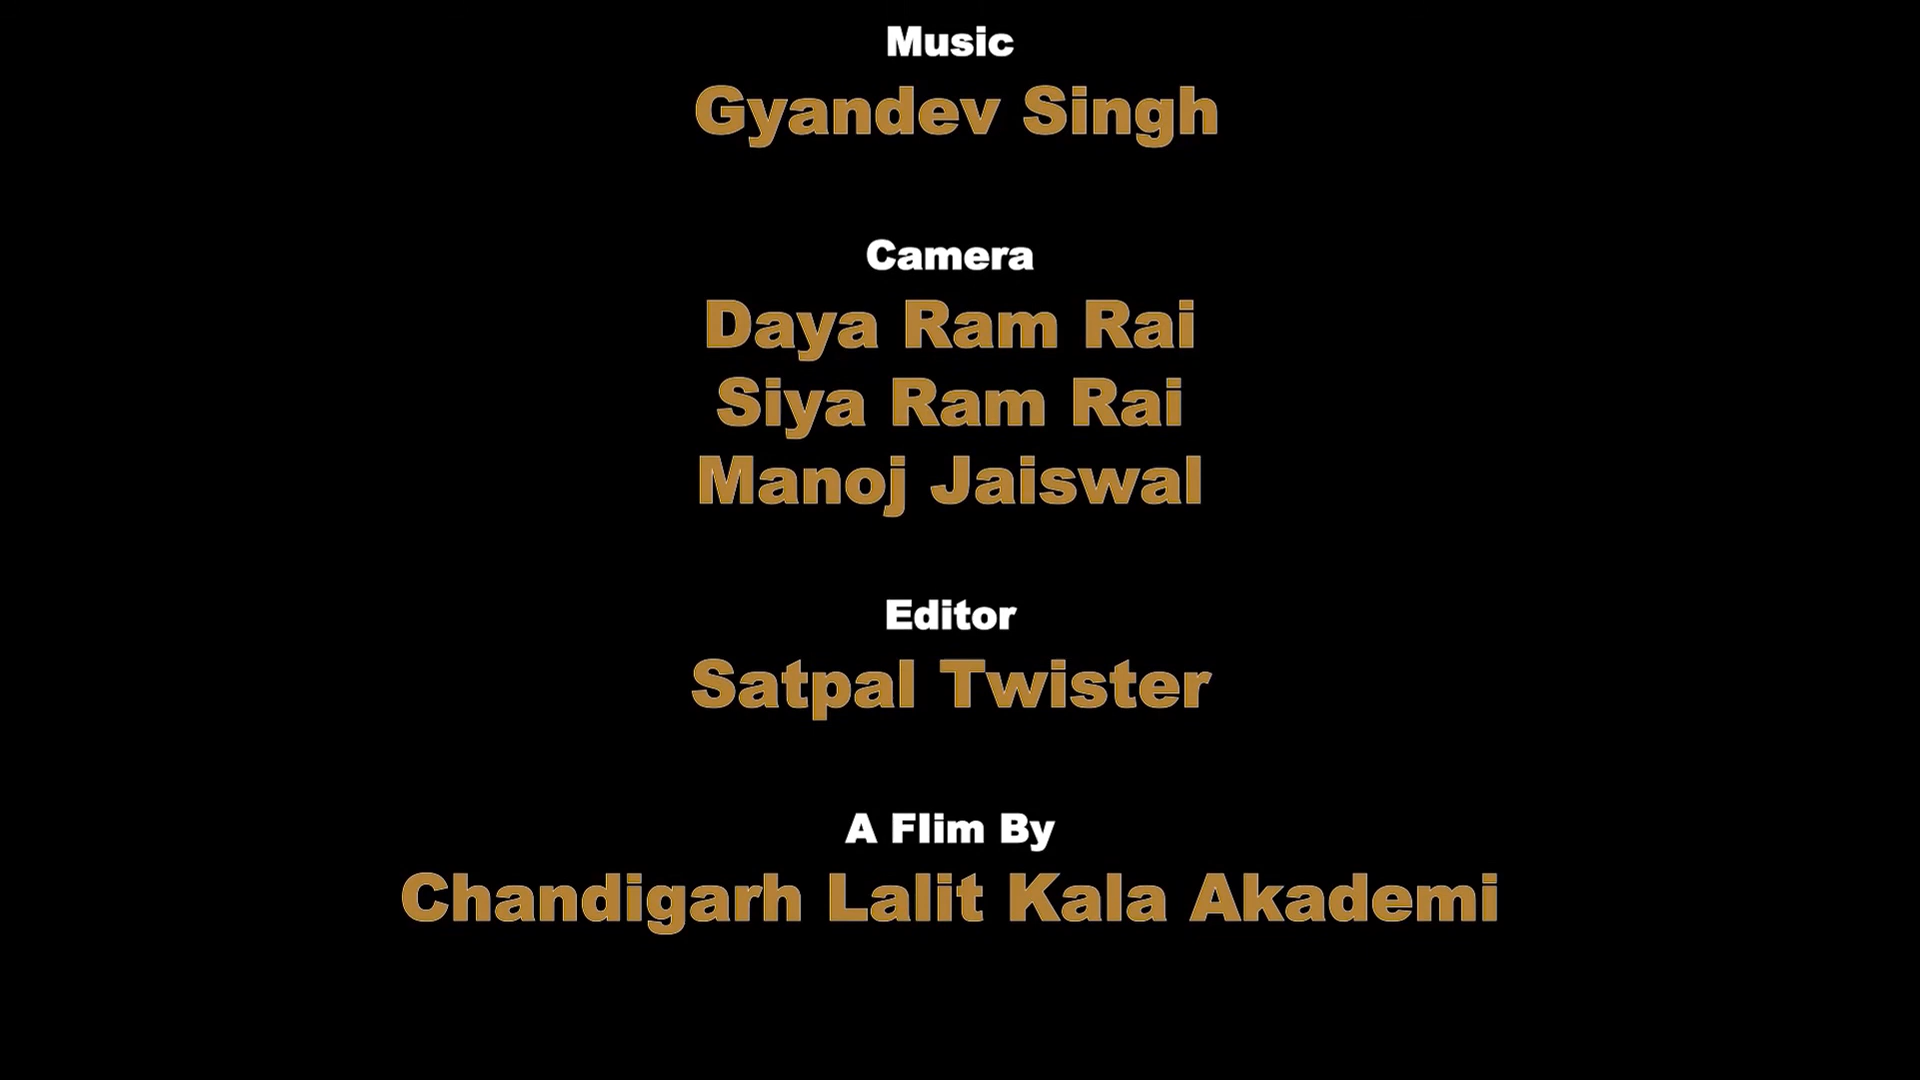 Music
Gyandev Singh
Camera
Daya Ram Rai
Siya Ram Rai
Manoj Jaiswal
Editor
Satpal Twister
A Flim By
Chandigarh Lalit Kala Akademi